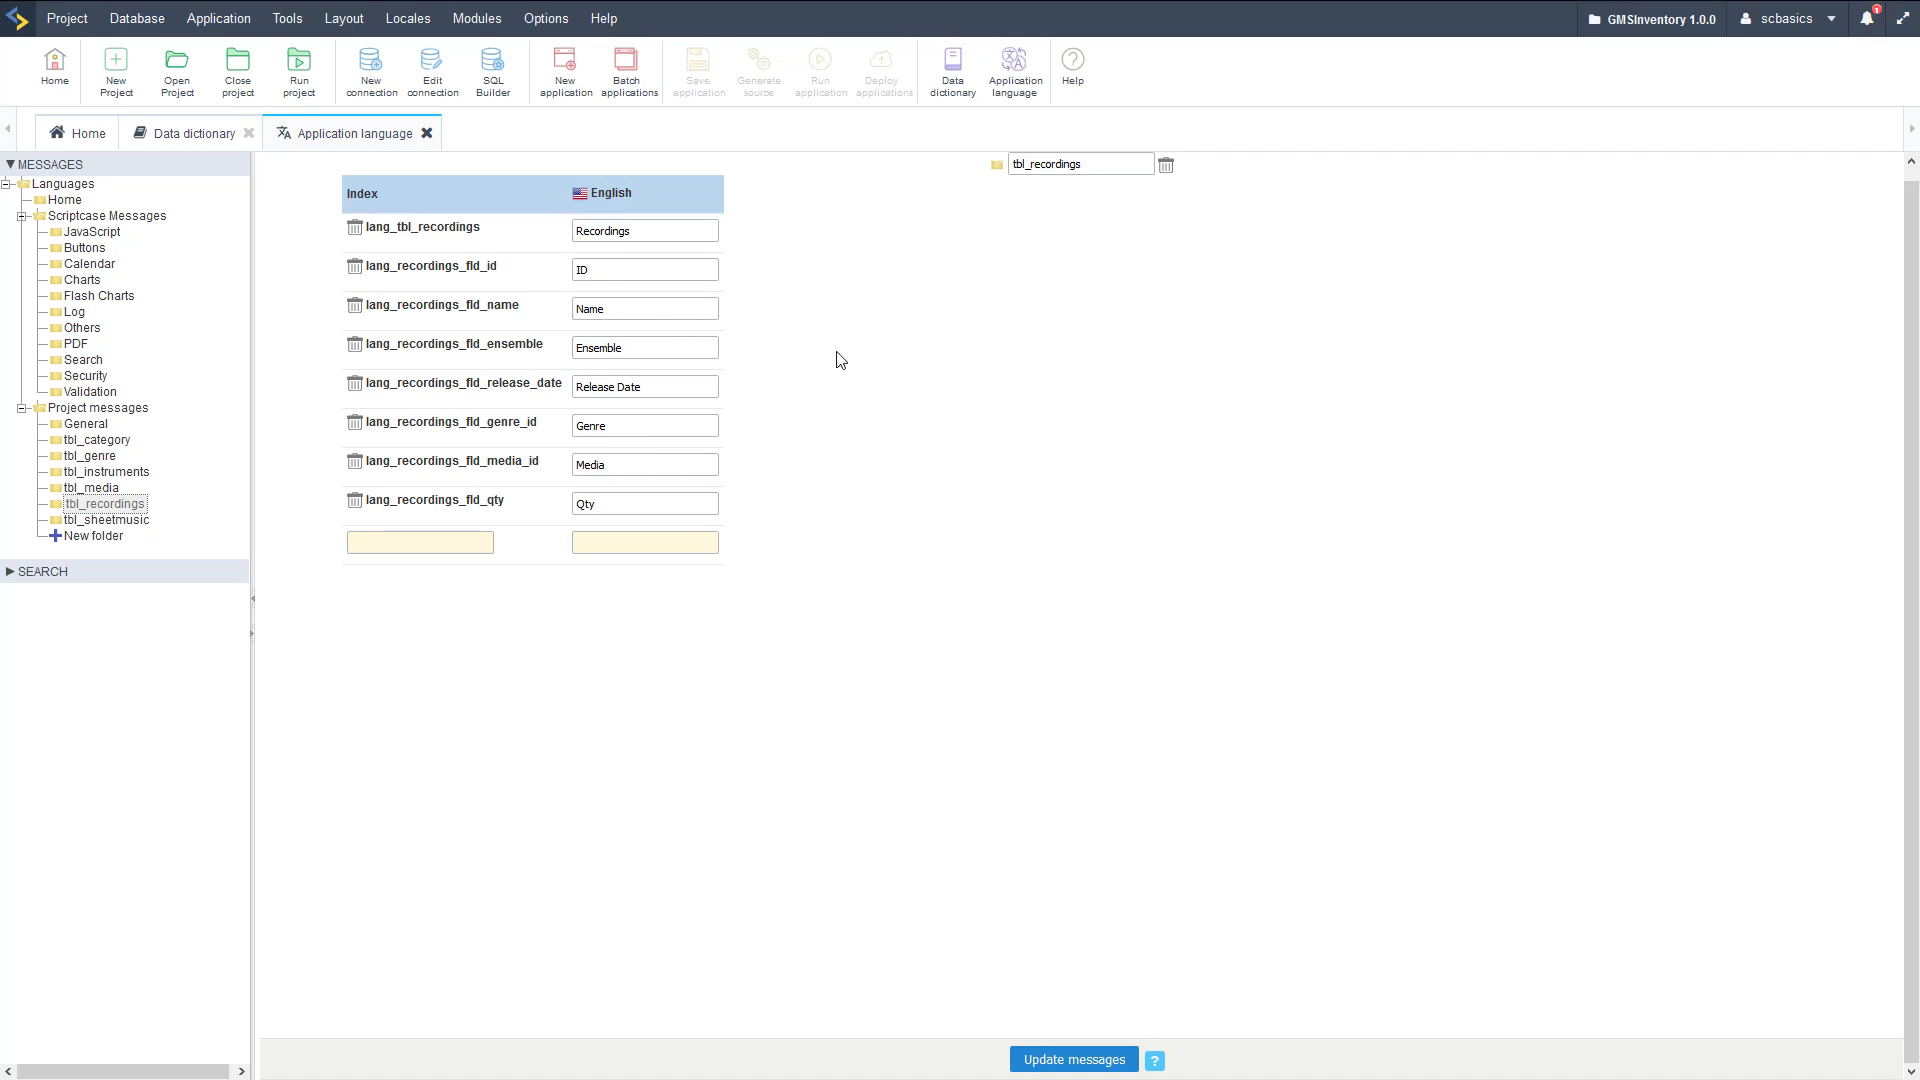 Project Database Application Tools Layout Locales Modules Options Help GMSInventory 1.0.0 scbasics 1
Home New Project Open Project Close project Run project New connection Edit connection SQL Builder New application Batch applications Save application Generate source Run application Deploy applications Data dictionary Application language Help
Home Data dictionary Application language
MESSAGES
tbl_recordings
Languages
Home
Scriptcase Messages
JavaScript
Buttons
Calendar
Charts
Flash Charts
Log
Others
PDF
Search
Security
Validation
Project messages
General
tbl_category
tbl_genre
tbl_instruments
tbl_media
tbl_recordings
tbl_sheetmusic
New folder
SEARCH
Index English
lang_tbl_recordings Recordings
lang_recordings_fld_id ID
lang_recordings_fld_name Name
lang_recordings_fld_ensemble Ensemble
lang_recordings_fld_release_date Release Date
lang_recordings_fld_genre_id Genre
lang_recordings_fld_media_id Media
lang_recordings_fld_qty Qty
Update messages ?